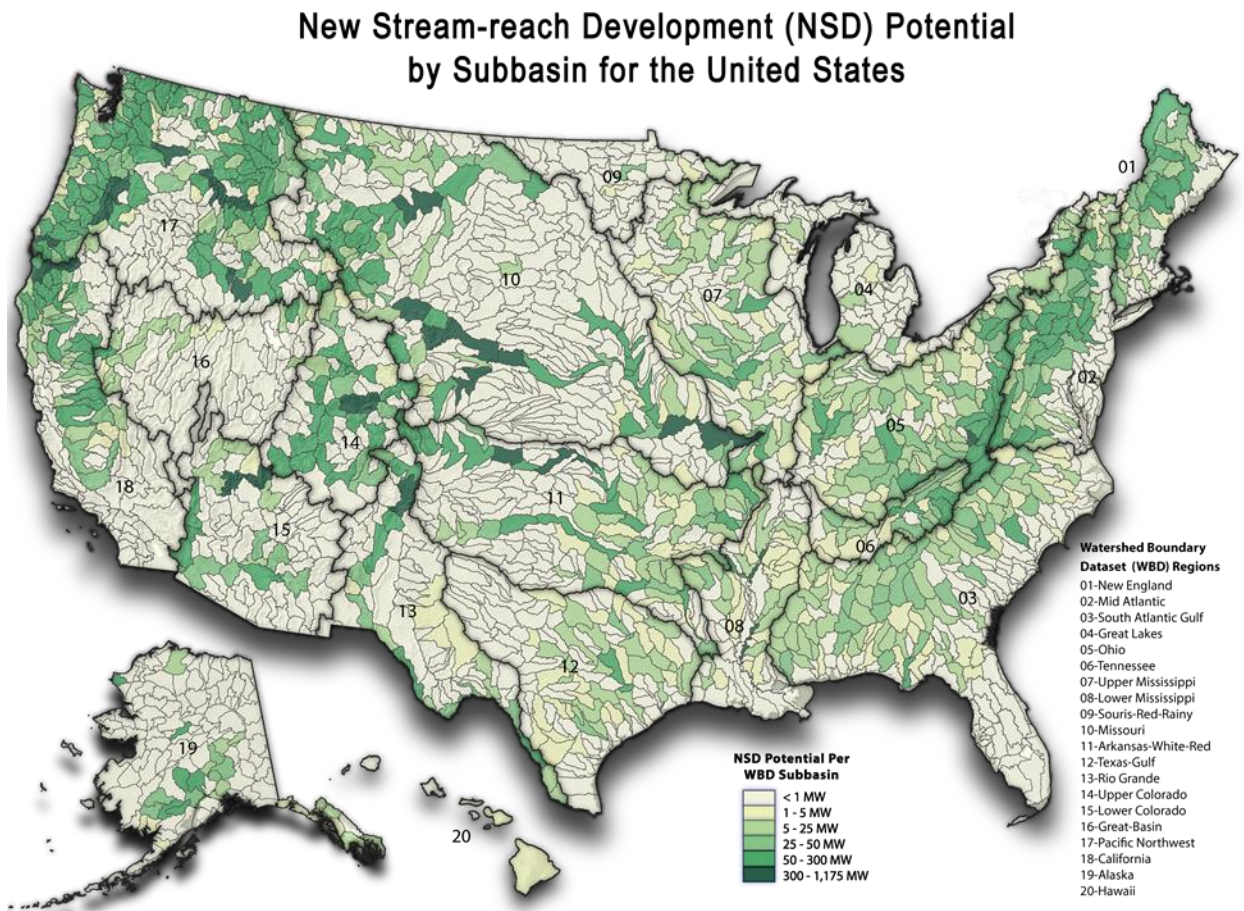 New Stream-reach Development (NSD) Potential
by Subbasin for the United States
01
09
17
10
07
04
16
02
05
14
18
11
15
06
03
13
08
12
19
20
Watershed Boundary
Dataset (WBD) Regions
01-New England
02-Mid Atlantic
03-South Atlantic Gulf
04-Great Lakes
05-Ohio
06-Tennessee
07-Upper Mississippi
08-Lower Mississippi
09-Souris-Red-Rainy
10-Missouri
11-Arkansas-White-Red
12-Texas-Gulf
13-Rio Grande
14-Upper Colorado
15-Lower Colorado
16-Great-Basin
17-Pacific Northwest
18-California
19-Alaska
20-Hawaii
NSD Potential Per
WBD Subbasin
< 1 MW
1 - 5 MW
5 - 25 MW
25 - 50 MW
50 - 300 MW
300 - 1,175 MW